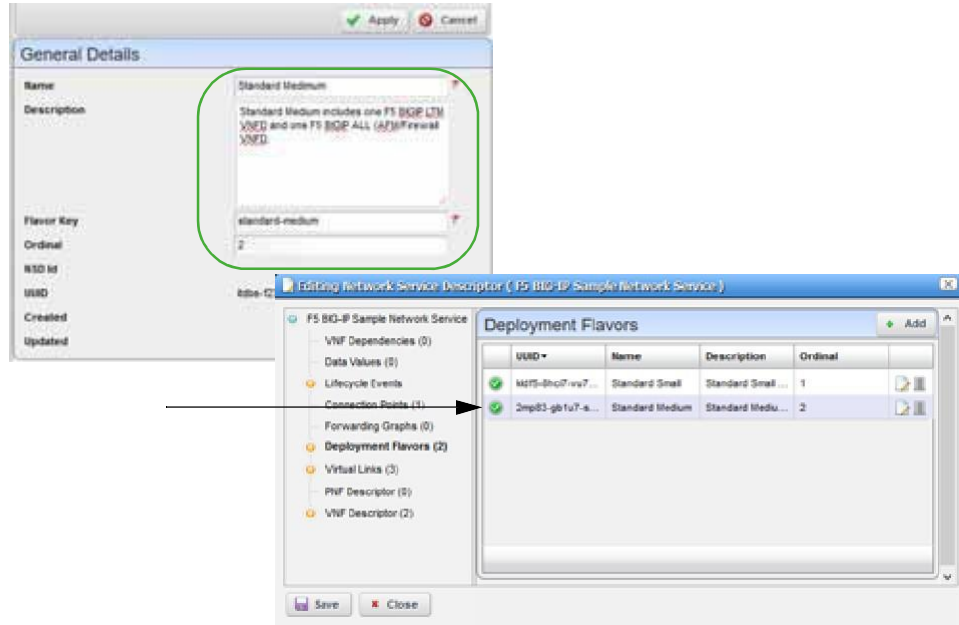 Apply Cancel
General Details
Name Standard Medimum
Description Standard Medium includes one F5 BIGIP LTM
VNFD and one F5 BIGIP ALL (AFM/Firewall
VNFD.
Flavor Key standard-medium
Ordinal 2
NSD Id
UUID
Created
Updated
Editing Network Service Descriptor ( F5 BIG-IP Sample Network Service )
F5 BIG-IP Sample Network Service
VNF Dependencies (0)
Data Values (0)
Lifecycle Events
Connection Points (1)
Forwarding Graphs (0)
Deployment Flavors (2)
Virtual Links (3)
PNF Descriptor (0)
VNF Descriptor (2)
Deployment Flavors Add
UUID Name Description Ordinal
Standard Small Standard Small ... 1
2mp83-gb1u7-s... Standard Medium Standard Mediu... 2
Save Close